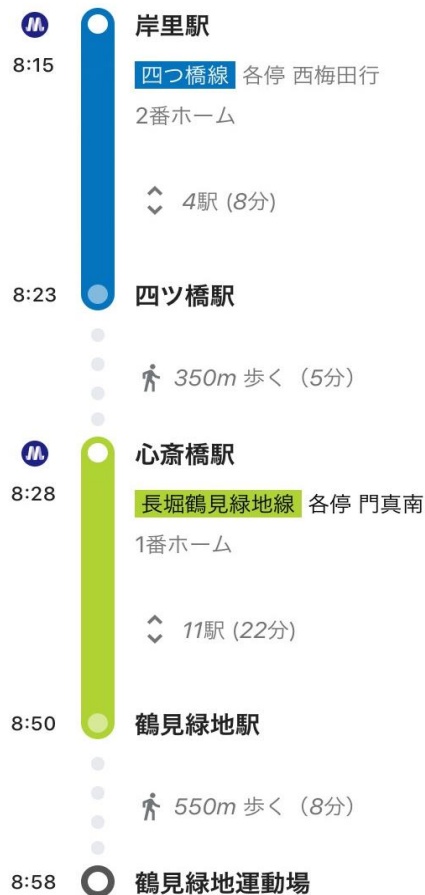 岸里駅
8:15
四つ橋線 各停 西梅田行
2番ホーム
4駅 (8分)
8:23 四ツ橋駅
350m 歩く（5分）
心斎橋駅
8:28
長堀鶴見緑地線 各停 門真南
1番ホーム
11駅 (22分)
8:50 鶴見緑地駅
550m 歩く（8分）
8:58 鶴見緑地運動場